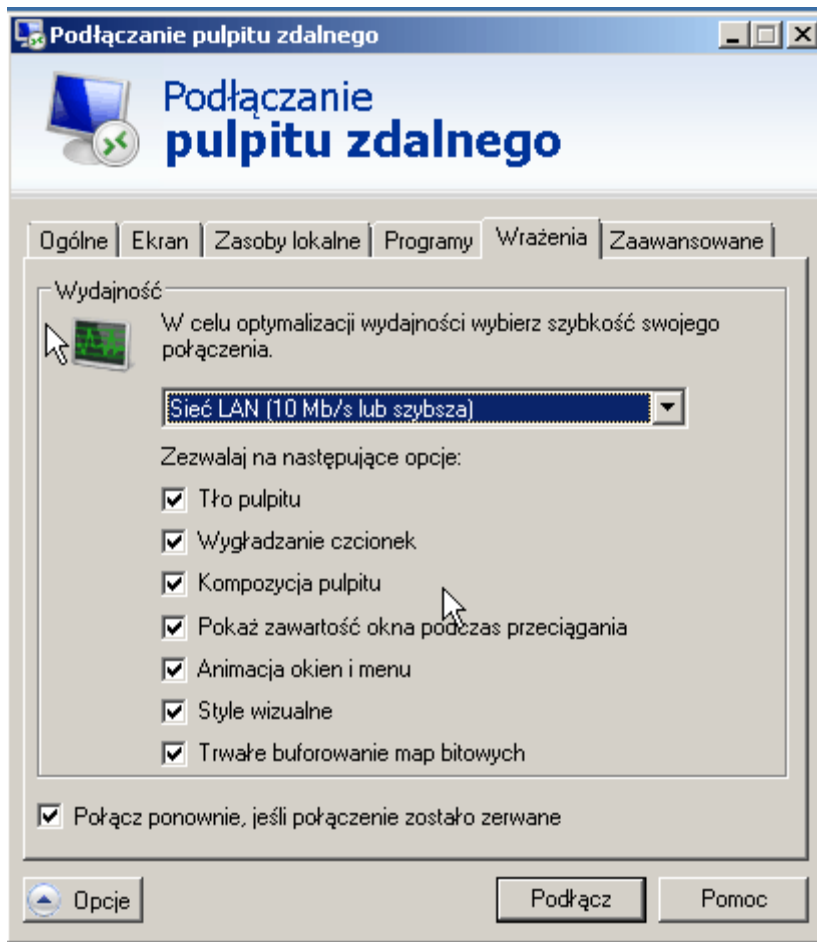 Podłączanie pulpitu zdalnego
Podłączanie
pulpitu zdalnego
Ogólne Ekran Zasoby lokalne Programy Wrażenia Zaawansowane
Wydajność
W celu optymalizacji wydajności wybierz szybkość swojego
połączenia.
Sieć LAN (10 Mb/s lub szybsza)
Zezwalaj na następujące opcje:
Tło pulpitu
Wygładzanie czcionek
Kompozycja pulpitu
Pokaż zawartość okna podczas przeciągania
Animacja okien i menu
Style wizualne
Trwałe buforowanie map bitowych
Połącz ponownie, jeśli połączenie zostało zerwane
Opcje Podłącz Pomoc